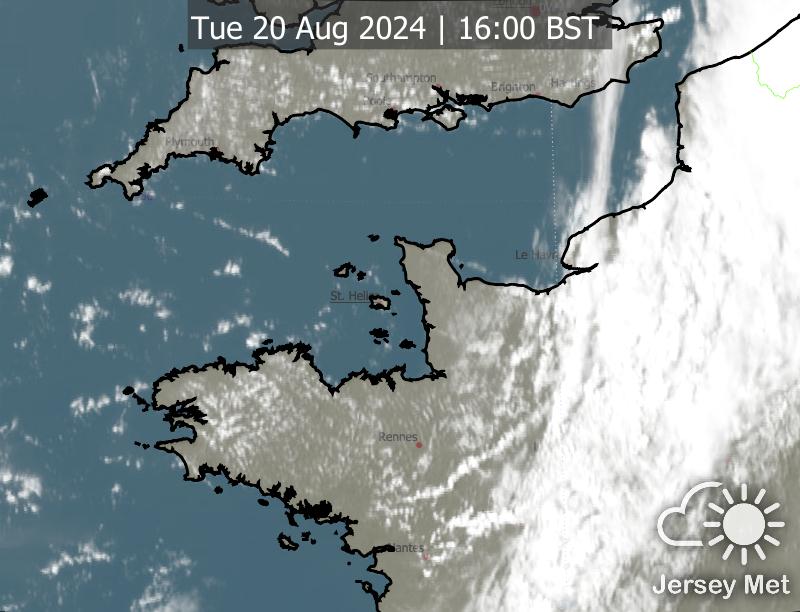 Tue 20 Aug 2024 | 16:00 BST
Southampton
Brighton
Hastings
Poole
Plymouth
Le Havre
St. Helier
Rennes
Nantes
Jersey Met